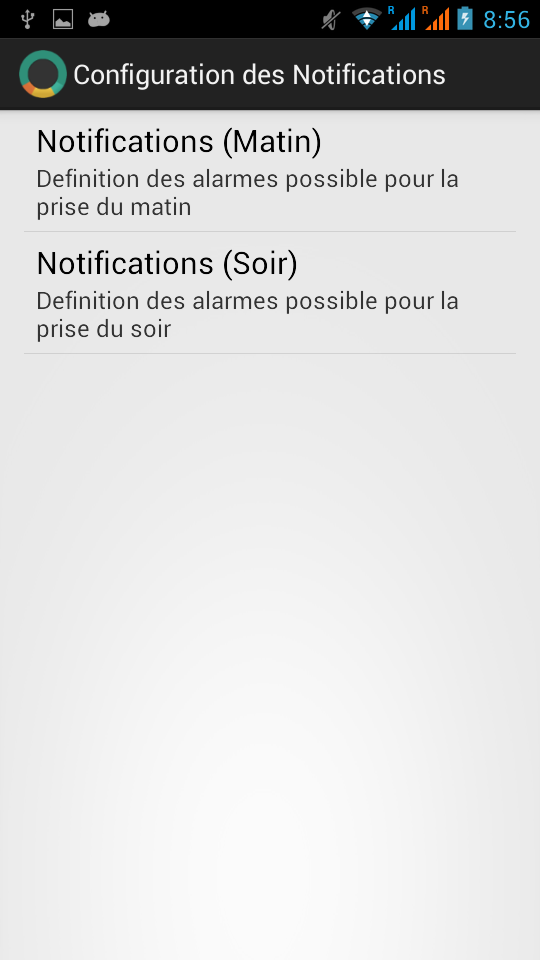 R R 8:56
Configuration des Notifications
Notifications (Matin)
Definition des alarmes possible pour la
prise du matin
Notifications (Soir)
Definition des alarmes possible pour la
prise du soir